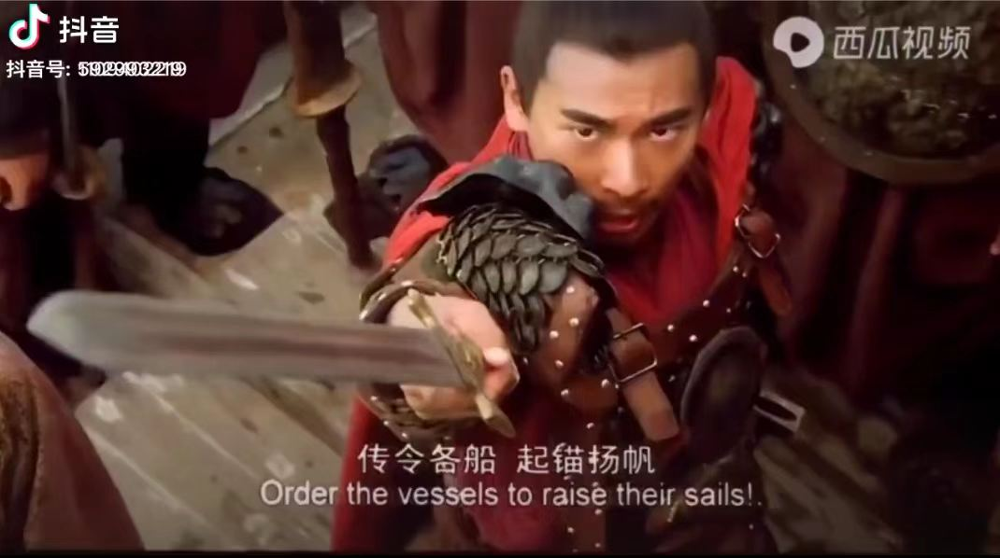 抖音
西瓜视频
抖音号:
传令备船 起锚扬帆
Order the vessels to raise their sails!.